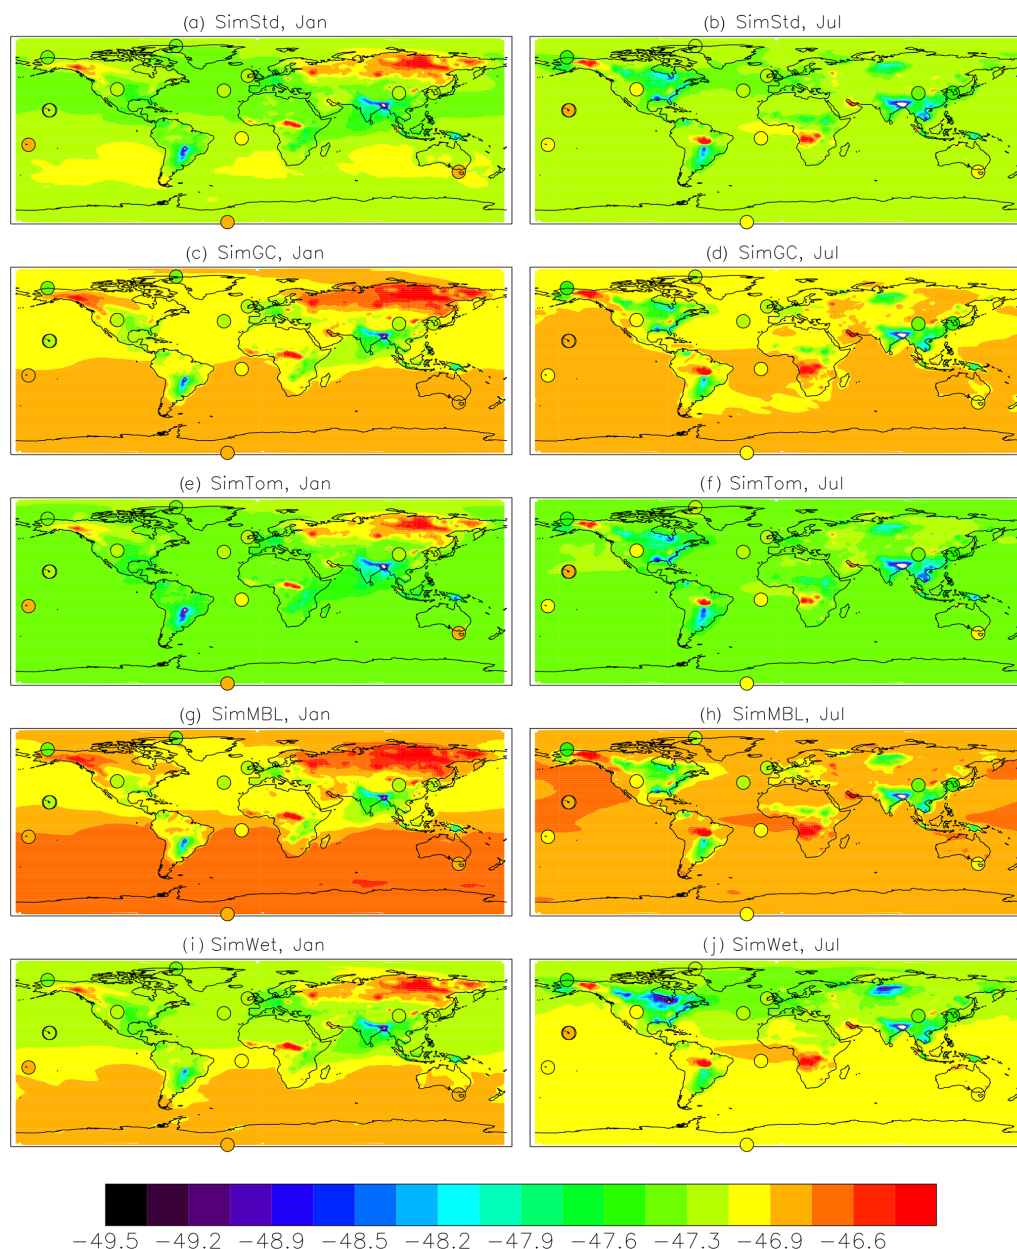 (a) SimStd, Jan
(b) SimStd, Jul
(c) SimGC, Jan
(d) SimGC, Jul
(e) SimTom, Jan
(f) SimTom, Jul
(g) SimMBL, Jan
(h) SimMBL, Jul
(i) SimWet, Jan
(j) SimWet, Jul
−49.5 −49.2 −48.9 −48.5 −48.2 −47.9 −47.6 −47.3 −46.9 −46.6